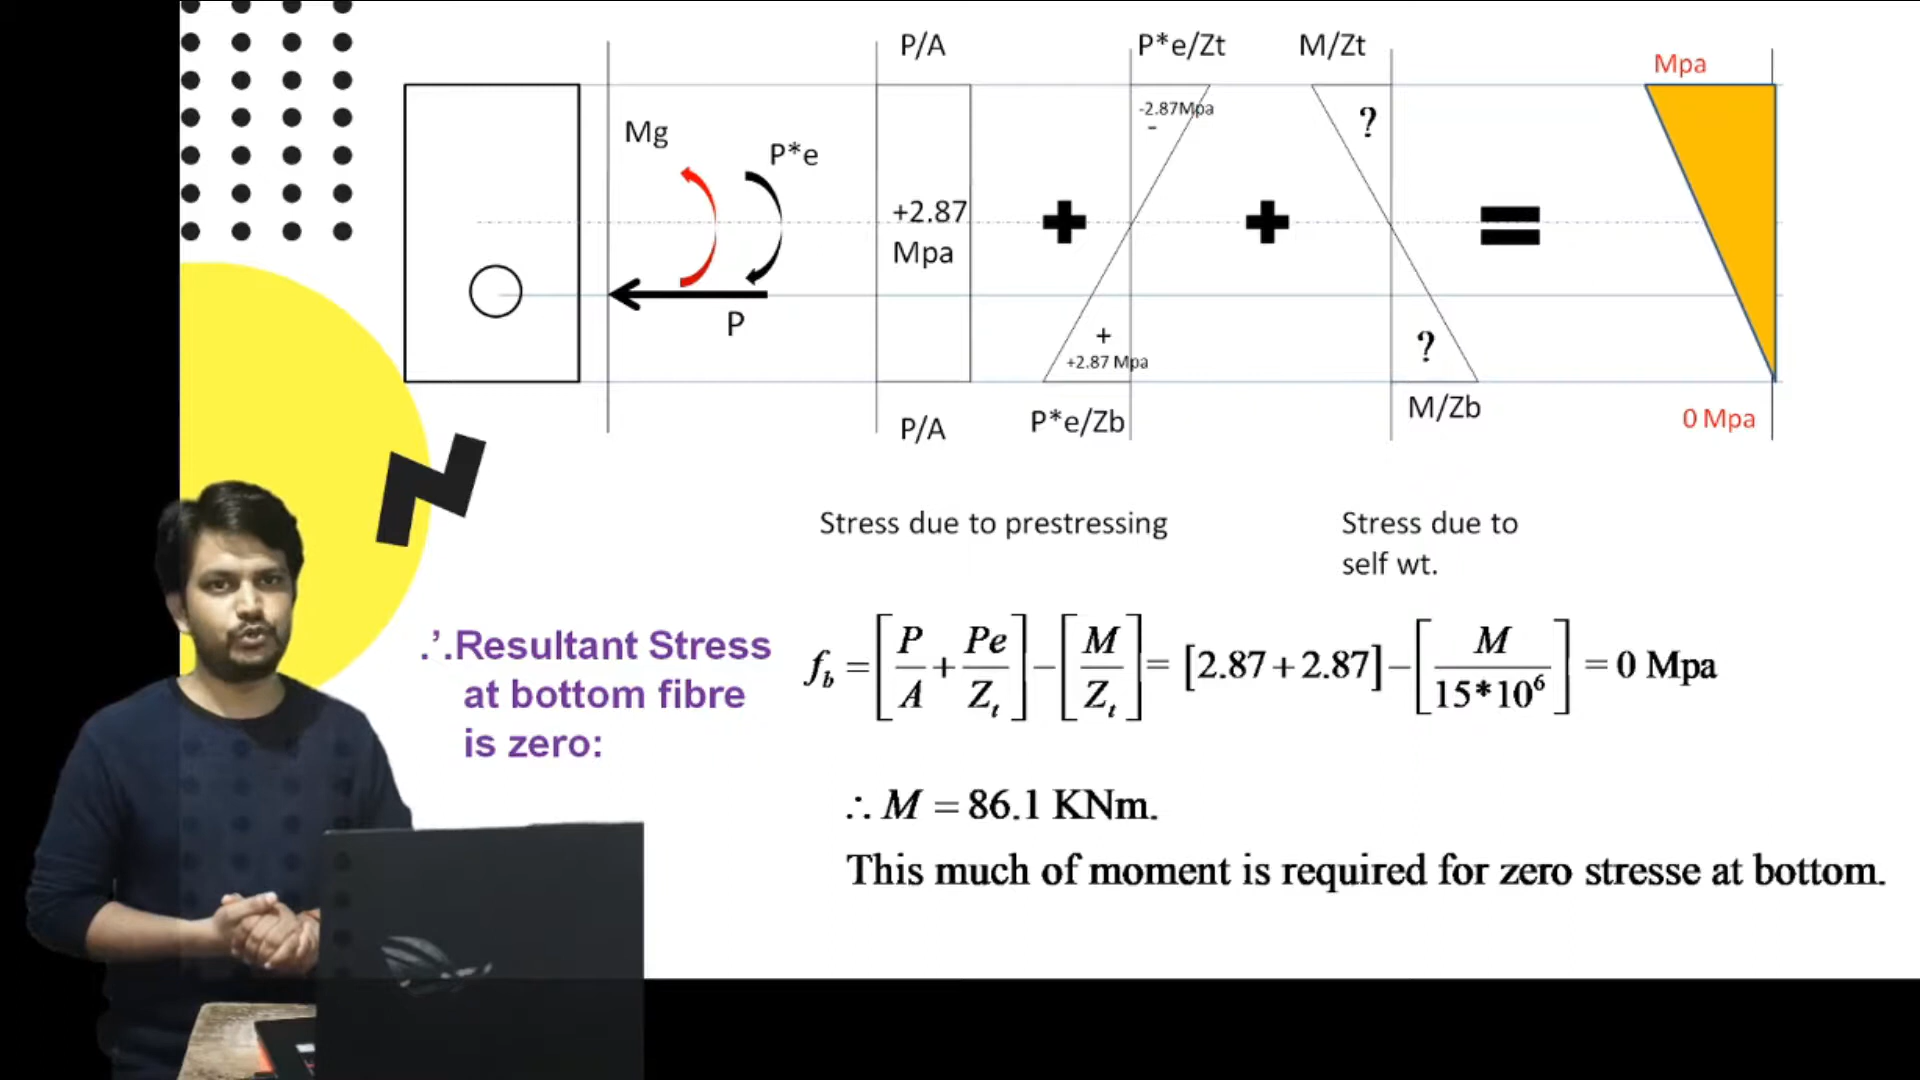 P/A
P*e/Zt
M/Zt
Mpa
Mg
P*e
-2.87Mpa
-
?
+2.87
Mpa
+
+
=
P
+
+2.87 Mpa
?
P/A
P*e/Zb
M/Zb
0 Mpa
Stress due to prestressing
Stress due to
self wt.
∴Resultant Stress
at bottom fibre
is zero:
f_b = [P/A + Pe/Z_t] − [M/Z_t] = [2.87+2.87] − [M/15*10^6] = 0 Mpa
∴ M = 86.1 KNm.
This much of moment is required for zero stresse at bottom.